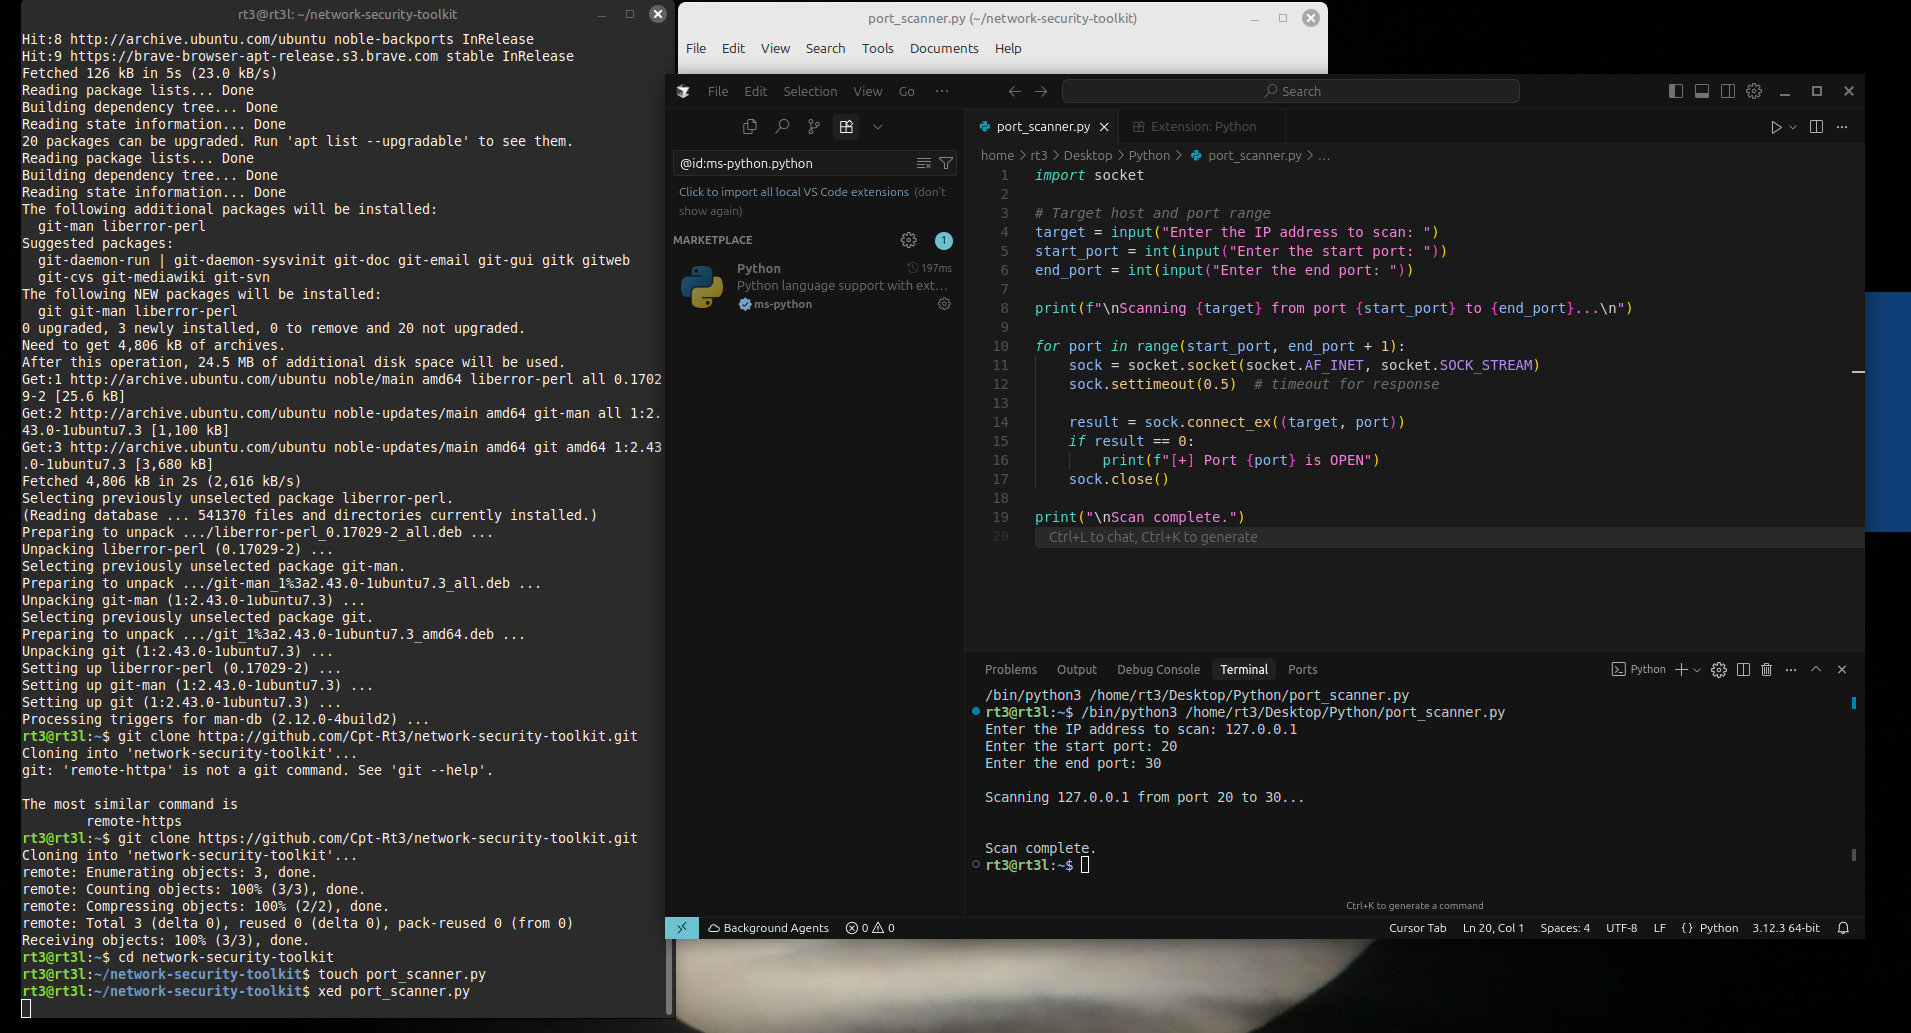 rt3@rt3l: ~/network-security-toolkit
Hit:8 http://archive.ubuntu.com/ubuntu noble-backports InRelease
Hit:9 https://brave-browser-apt-release.s3.brave.com stable InRelease
Fetched 126 kB in 5s (23.0 kB/s)
Reading package lists... Done
Building dependency tree... Done
Reading state information... Done
20 packages can be upgraded. Run 'apt list --upgradable' to see them.
Reading package lists... Done
Building dependency tree... Done
Reading state information... Done
The following additional packages will be installed:
  git-man liberror-perl
Suggested packages:
  git-daemon-run | git-daemon-sysvinit git-doc git-email git-gui gitk gitweb
  git-cvs git-mediawiki git-svn
The following NEW packages will be installed:
  git git-man liberror-perl
0 upgraded, 3 newly installed, 0 to remove and 20 not upgraded.
Need to get 4,806 kB of archives.
After this operation, 24.5 MB of additional disk space will be used.
Get:1 http://archive.ubuntu.com/ubuntu noble/main amd64 liberror-perl all 0.1702
9-2 [25.6 kB]
Get:2 http://archive.ubuntu.com/ubuntu noble-updates/main amd64 git-man all 1:2.
43.0-1ubuntu7.3 [1,100 kB]
Get:3 http://archive.ubuntu.com/ubuntu noble-updates/main amd64 git amd64 1:2.43
.0-1ubuntu7.3 [3,680 kB]
Fetched 4,806 kB in 2s (2,616 kB/s)
Selecting previously unselected package liberror-perl.
(Reading database ... 541370 files and directories currently installed.)
Preparing to unpack .../liberror-perl_0.17029-2_all.deb ...
Unpacking liberror-perl (0.17029-2) ...
Selecting previously unselected package git-man.
Preparing to unpack .../git-man_1%3a2.43.0-1ubuntu7.3_all.deb ...
Unpacking git-man (1:2.43.0-1ubuntu7.3) ...
Selecting previously unselected package git.
Preparing to unpack .../git_1%3a2.43.0-1ubuntu7.3_amd64.deb ...
Unpacking git (1:2.43.0-1ubuntu7.3) ...
Setting up liberror-perl (0.17029-2) ...
Setting up git-man (1:2.43.0-1ubuntu7.3) ...
Setting up git (1:2.43.0-1ubuntu7.3) ...
Processing triggers for man-db (2.12.0-4build2) ...
rt3@rt3l:~$ git clone httpa://github.com/Cpt-Rt3/network-security-toolkit.git
Cloning into 'network-security-toolkit'...
git: 'remote-httpa' is not a git command. See 'git --help'.
The most similar command is
        remote-https
rt3@rt3l:~$ git clone https://github.com/Cpt-Rt3/network-security-toolkit.git
Cloning into 'network-security-toolkit'...
remote: Enumerating objects: 3, done.
remote: Counting objects: 100% (3/3), done.
remote: Compressing objects: 100% (2/2), done.
remote: Total 3 (delta 0), reused 0 (delta 0), pack-reused 0 (from 0)
Receiving objects: 100% (3/3), done.
rt3@rt3l:~$ cd network-security-toolkit
rt3@rt3l:~/network-security-toolkit$ touch port_scanner.py
rt3@rt3l:~/network-security-toolkit$ xed port_scanner.py
port_scanner.py (~/network-security-toolkit)
File Edit View Search Tools Documents Help
File Edit Selection View Go ···
Search
@id:ms-python.python
Click to import all local VS Code extensions (don't
show again)
MARKETPLACE 1
Python 197ms
Python language support with ext...
ms-python
port_scanner.py Extension: Python
home > rt3 > Desktop > Python > port_scanner.py > ...
1 import socket
2
3 # Target host and port range
4 target = input("Enter the IP address to scan: ")
5 start_port = int(input("Enter the start port: "))
6 end_port = int(input("Enter the end port: "))
7
8 print(f"\nScanning {target} from port {start_port} to {end_port}...\n")
9
10 for port in range(start_port, end_port + 1):
11     sock = socket.socket(socket.AF_INET, socket.SOCK_STREAM)
12     sock.settimeout(0.5)  # timeout for response
13
14     result = sock.connect_ex((target, port))
15     if result == 0:
16         print(f"[+] Port {port} is OPEN")
17     sock.close()
18
19 print("\nScan complete.")
20 Ctrl+L to chat, Ctrl+K to generate
Problems Output Debug Console Terminal Ports
Python
/bin/python3 /home/rt3/Desktop/Python/port_scanner.py
rt3@rt3l:~$ /bin/python3 /home/rt3/Desktop/Python/port_scanner.py
Enter the IP address to scan: 127.0.0.1
Enter the start port: 20
Enter the end port: 30
Scanning 127.0.0.1 from port 20 to 30...
Scan complete.
rt3@rt3l:~$
Ctrl+K to generate a command
Background Agents 0 0
Cursor Tab Ln 20, Col 1 Spaces: 4 UTF-8 LF {} Python 3.12.3 64-bit